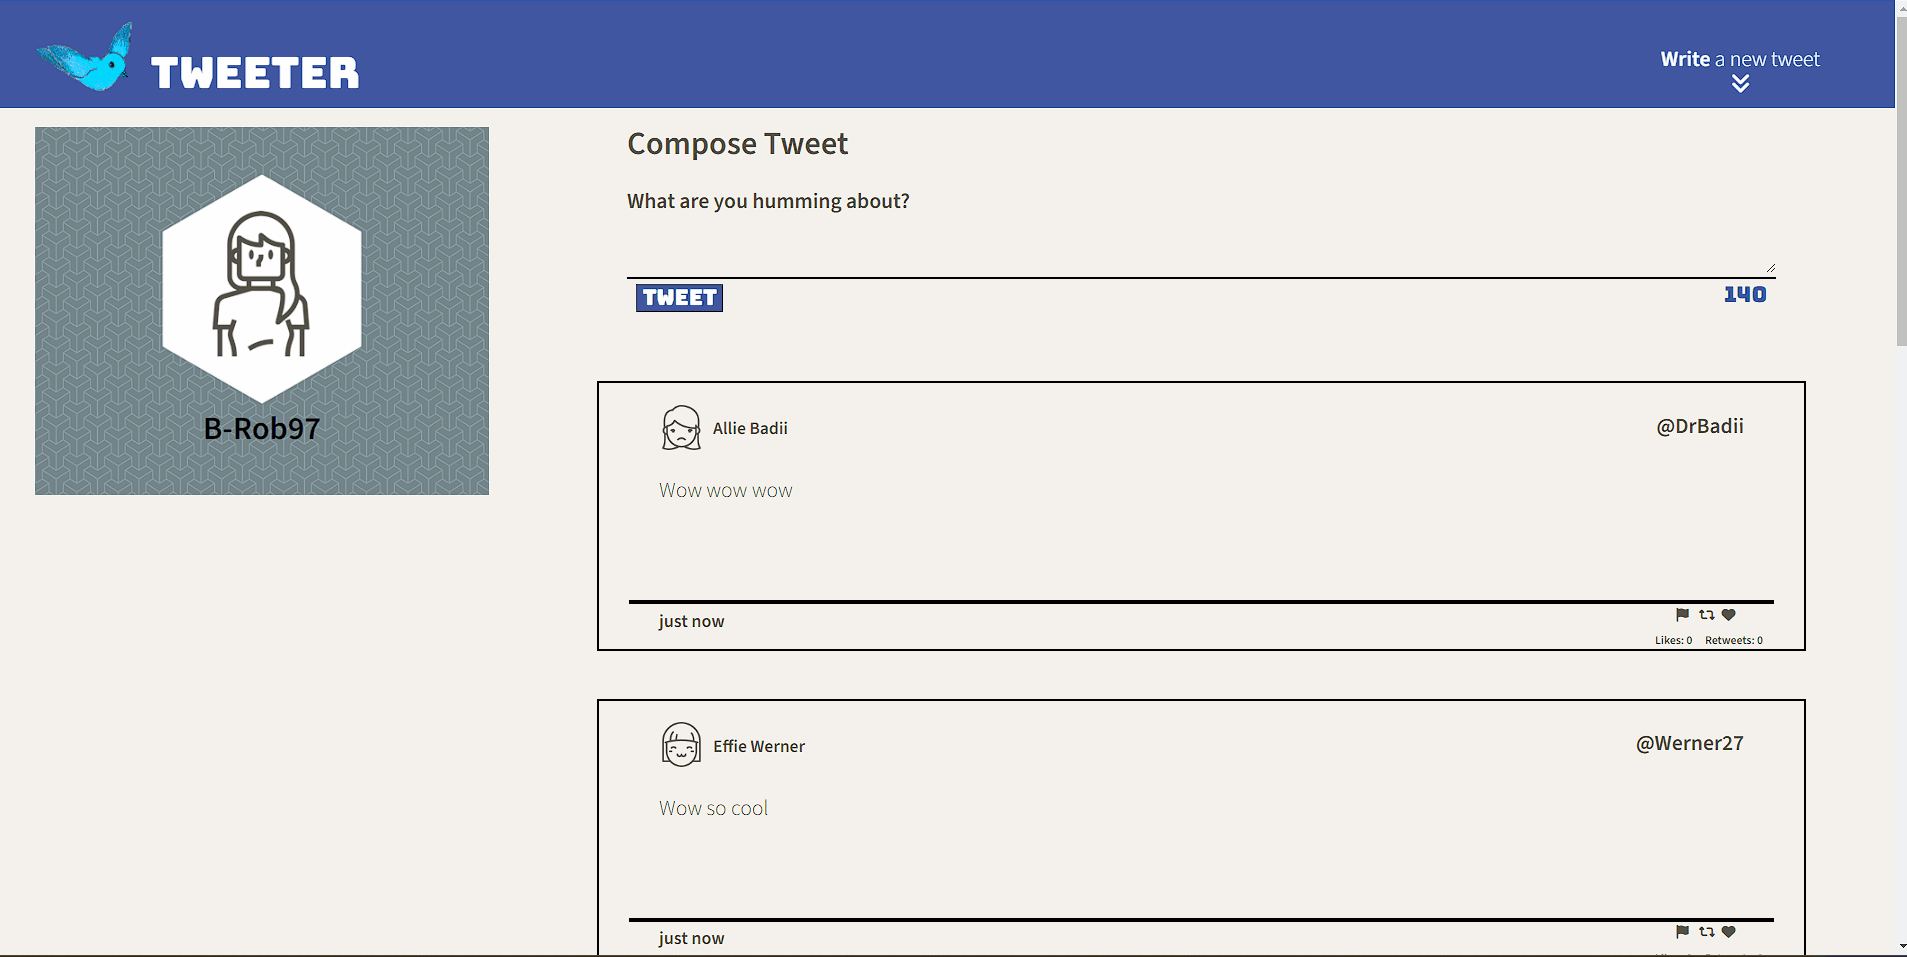 TWEETER
Write a new tweet
B-Rob97
Compose Tweet
What are you humming about?
TWEET
140
Allie Badii
@DrBadii
Wow wow wow
just now
Likes: 0 Retweets: 0
Effie Werner
@Werner27
Wow so cool
just now